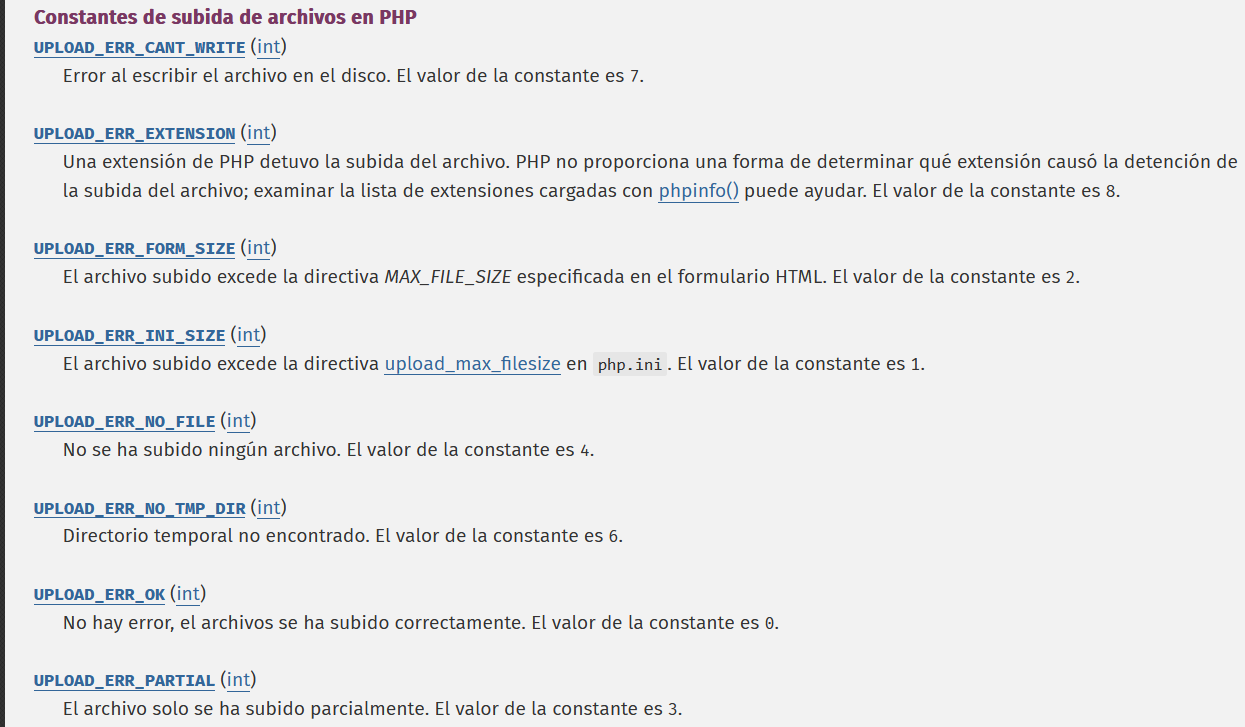 Constantes de subida de archivos en PHP
UPLOAD_ERR_CANT_WRITE (int)
Error al escribir el archivo en el disco. El valor de la constante es 7.
UPLOAD_ERR_EXTENSION (int)
Una extensión de PHP detuvo la subida del archivo. PHP no proporciona una forma de determinar qué extensión causó la detención de
la subida del archivo; examinar la lista de extensiones cargadas con phpinfo() puede ayudar. El valor de la constante es 8.
UPLOAD_ERR_FORM_SIZE (int)
El archivo subido excede la directiva MAX_FILE_SIZE especificada en el formulario HTML. El valor de la constante es 2.
UPLOAD_ERR_INI_SIZE (int)
El archivo subido excede la directiva upload_max_filesize en php.ini. El valor de la constante es 1.
UPLOAD_ERR_NO_FILE (int)
No se ha subido ningún archivo. El valor de la constante es 4.
UPLOAD_ERR_NO_TMP_DIR (int)
Directorio temporal no encontrado. El valor de la constante es 6.
UPLOAD_ERR_OK (int)
No hay error, el archivos se ha subido correctamente. El valor de la constante es 0.
UPLOAD_ERR_PARTIAL (int)
El archivo solo se ha subido parcialmente. El valor de la constante es 3.